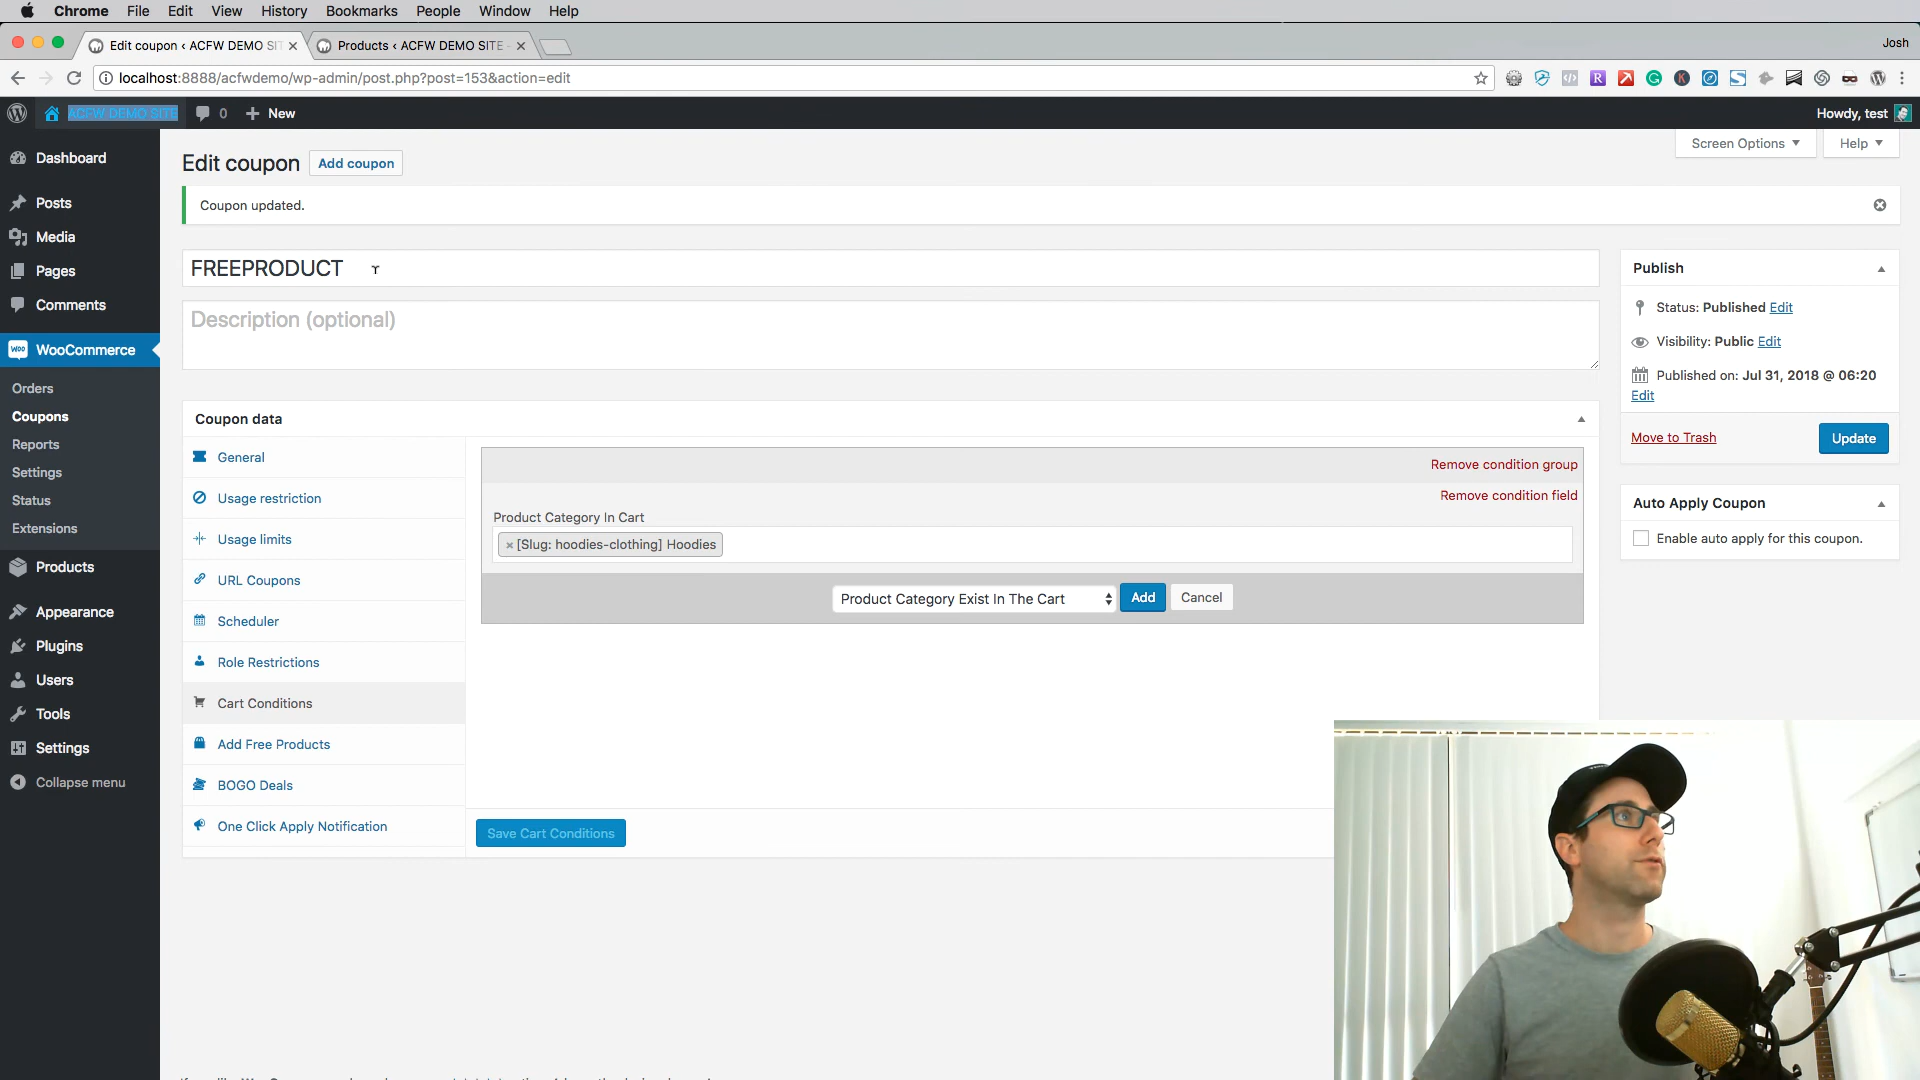 Chrome File Edit View History Bookmarks People Window Help
Edit coupon ‹ ACFW DEMO SIT
Products ‹ ACFW DEMO SITE -
Josh
localhost:8888/acfwdemo/wp-admin/post.php?post=153&action=edit
ACFW DEMO SITE 0 New
Howdy, test
Screen Options
Help
Dashboard
Posts
Media
Pages
Comments
WooCommerce
Orders
Coupons
Reports
Settings
Status
Extensions
Products
Appearance
Plugins
Users
Tools
Settings
Collapse menu
Edit coupon
Add coupon
Coupon updated.
FREEPRODUCT
Description (optional)
Coupon data
General
Usage restriction
Usage limits
URL Coupons
Scheduler
Role Restrictions
Cart Conditions
Add Free Products
BOGO Deals
One Click Apply Notification
Remove condition group
Remove condition field
Product Category In Cart
×[Slug: hoodies-clothing] Hoodies
Product Category Exist In The Cart
Add
Cancel
Save Cart Conditions
Publish
Status: Published Edit
Visibility: Public Edit
Published on: Jul 31, 2018 @ 06:20
Edit
Move to Trash
Update
Auto Apply Coupon
Enable auto apply for this coupon.